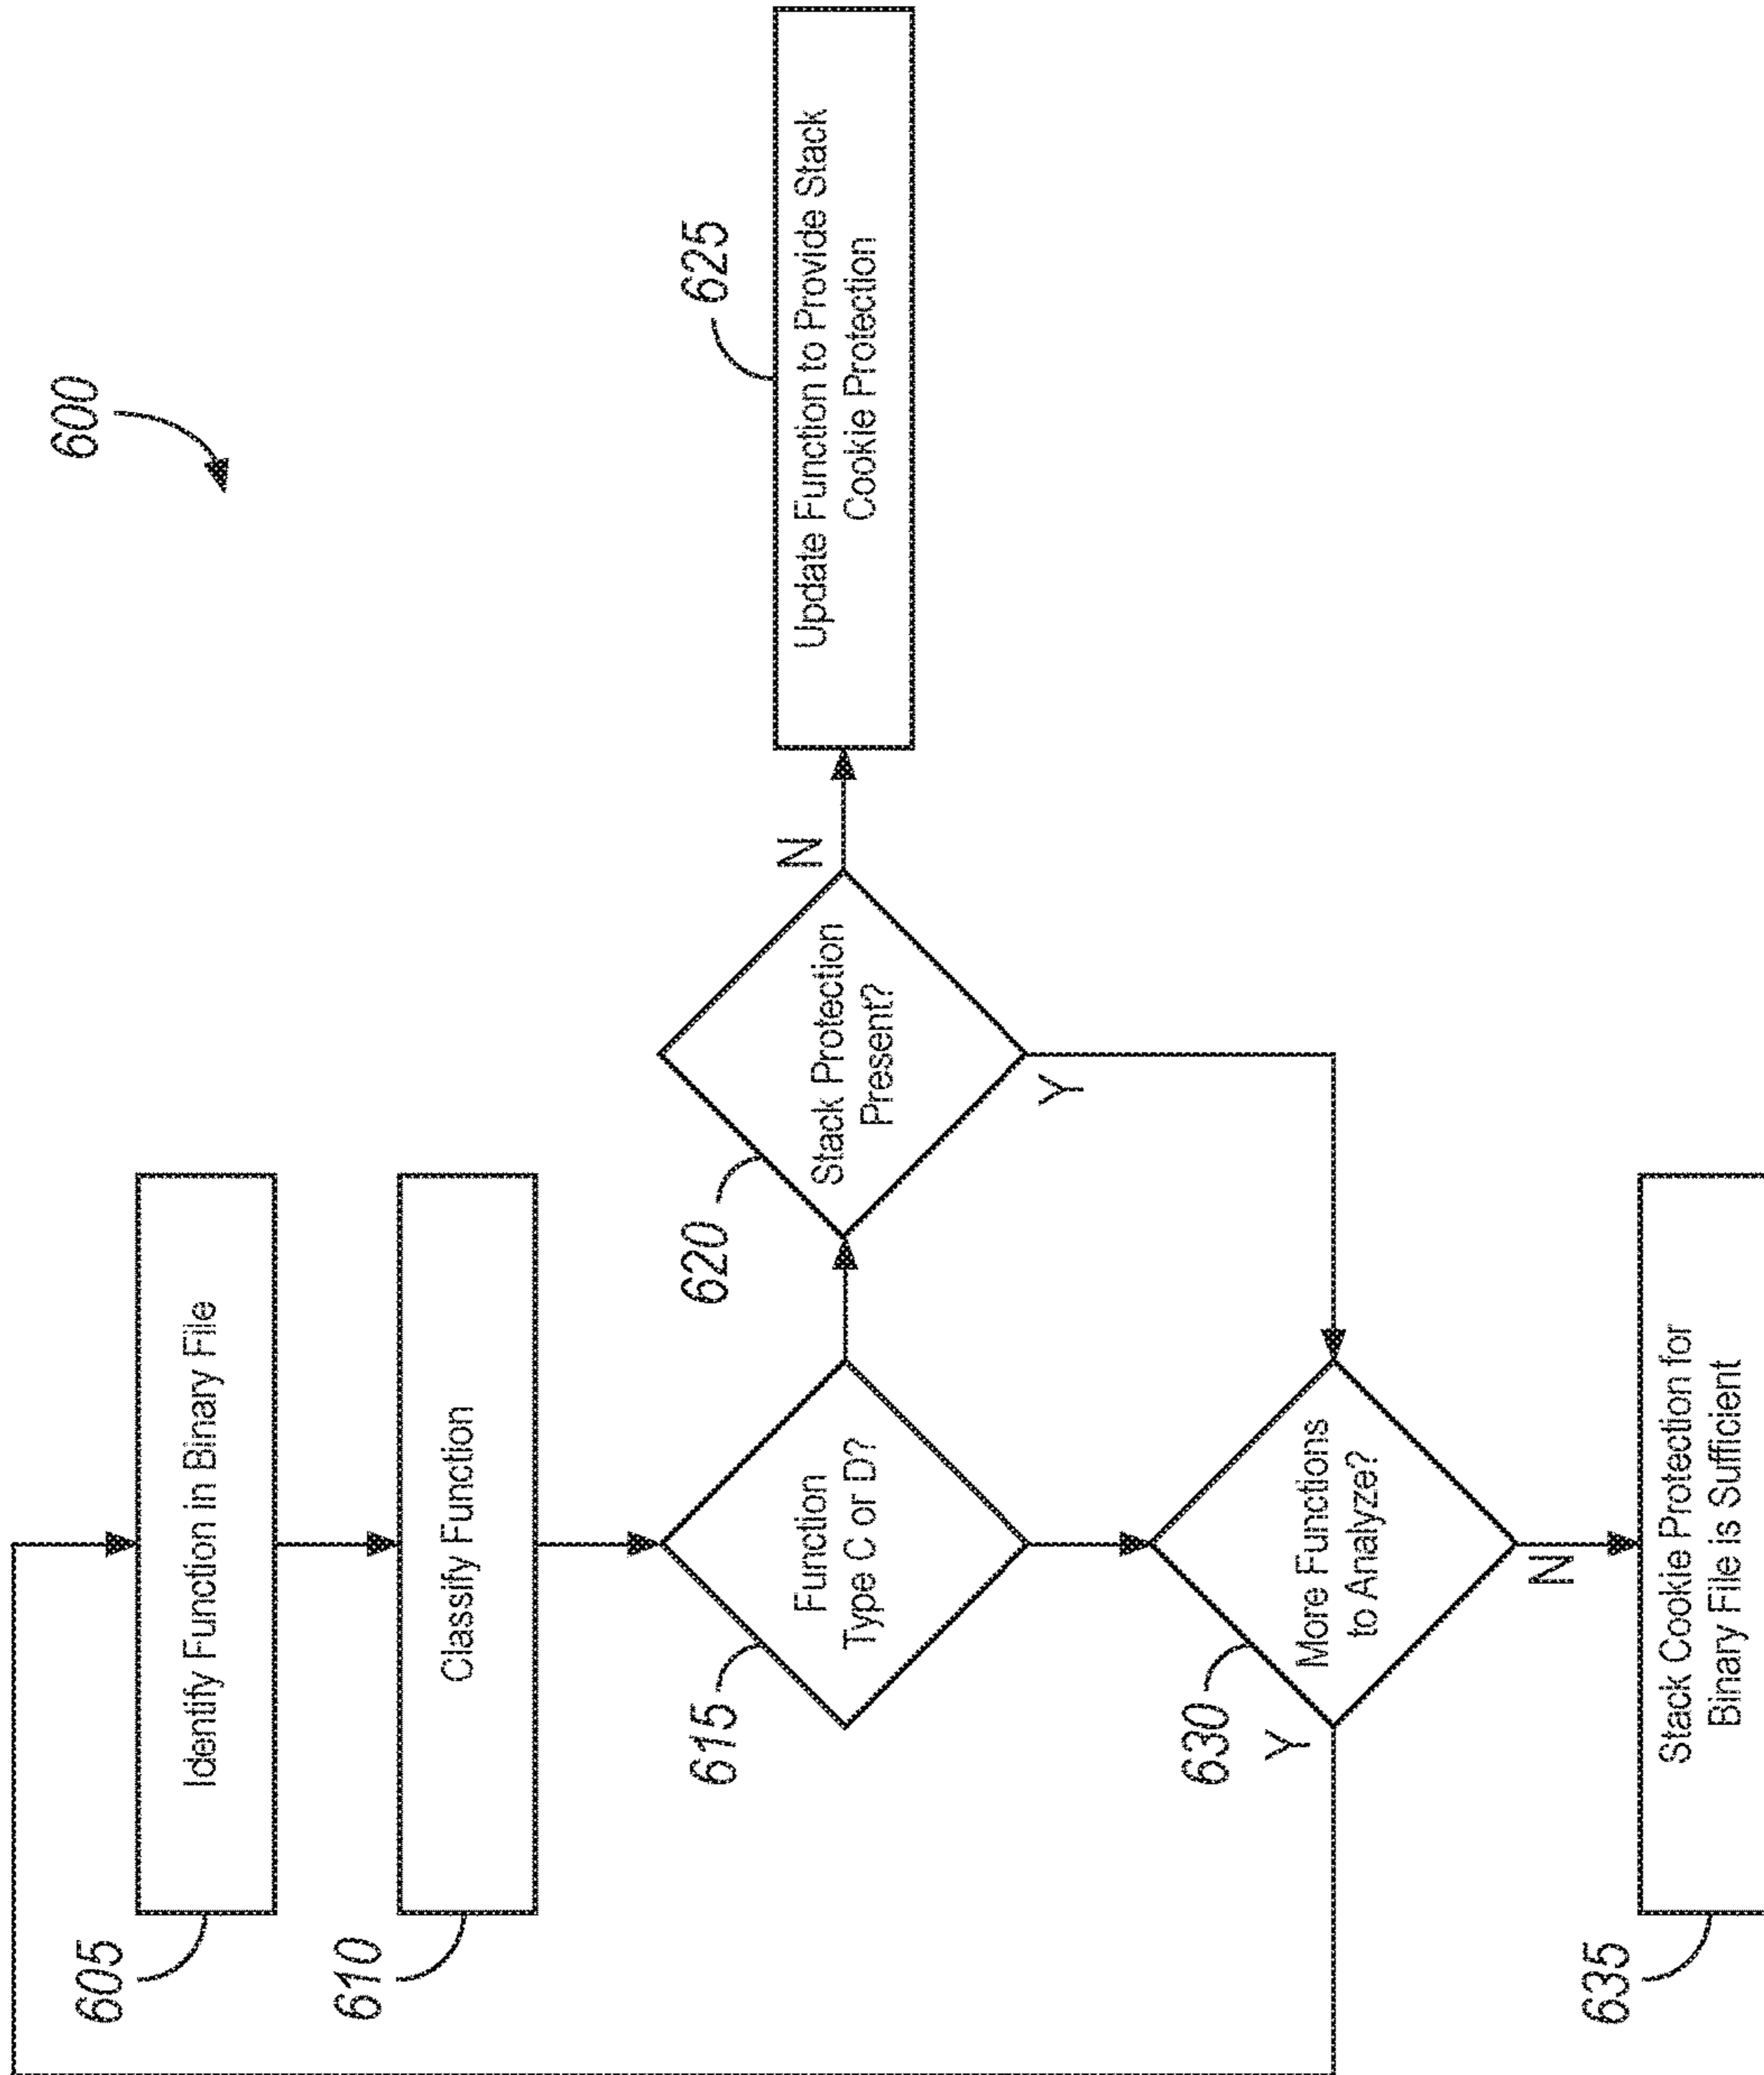 600
605
Identify Function in Binary File
610
Classify Function
615
Function
Type C or D?
620
Stack Protection
Present?
N
Y
625
Update Function to Provide Stack
Cookie Protection
630
More Functions
to Analyze?
Y
N
635
Stack Cookie Protection for
Binary File is Sufficient